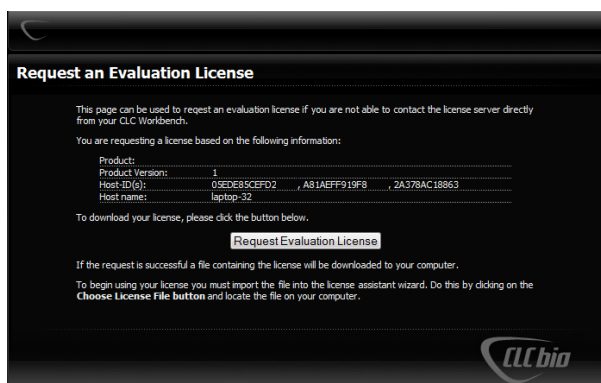 Request an Evaluation License
This page can be used to reqest an evaluation license if you are not able to contact the license server directly
from your CLC Workbench.
You are requesting a license based on the following information:
Product:
Product Version: 1
Host-ID(s): 05EDE85CEFD2 , A81AEFF919F8 , 2A378AC18863
Host name: laptop-32
To download your license, please click the button below.
Request Evaluation License
If the request is successful a file containing the license will be downloaded to your computer.
To begin using your license you must import the file into the license assistant wizard. Do this by clicking on the
Choose License File button and locate the file on your computer.
CLC bio